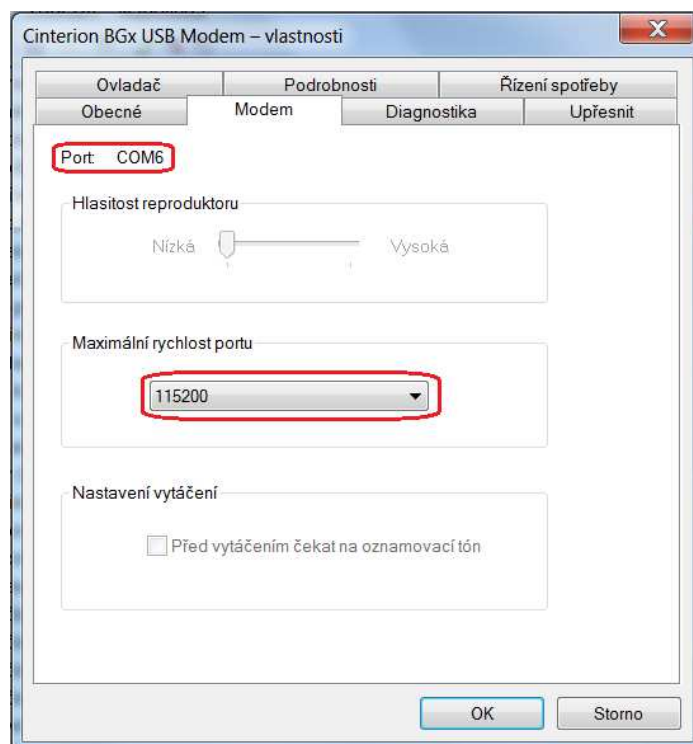 Cinterion BGx USB Modem – vlastnosti
Ovladač Podrobnosti Řízení spotřeby
Obecné Modem Diagnostika Upřesnit
Port: COM6
Hlasitost reproduktoru
Nízká Vysoká
Maximální rychlost portu
115200
Nastavení vytáčení
Před vytáčením čekat na oznamovací tón
OK Storno